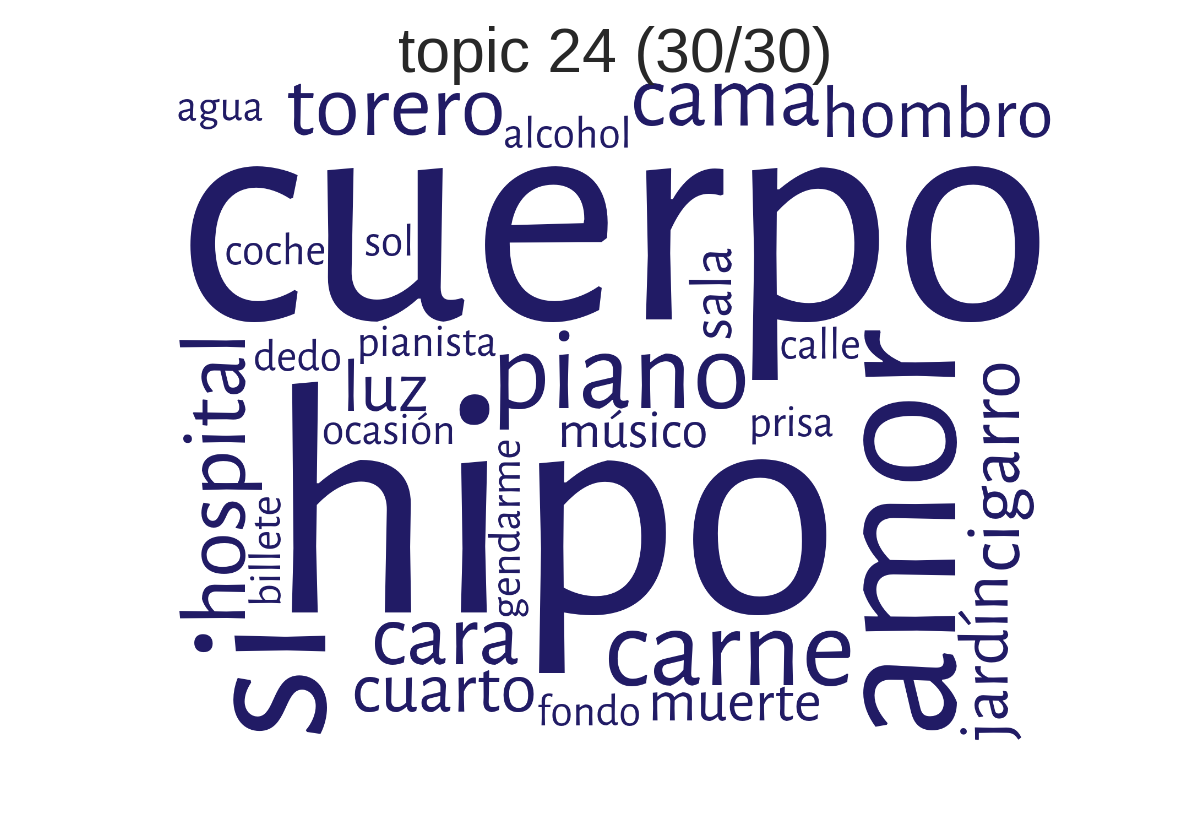 topic 24 (30/30)
agua torero alcohol cama hombro
cuerpo
coche sol
sala
hospital
dedo pianista
luz
piano
calle
amor
cigarro
ocasión
músico
prisa
billete
hipo
gendarme
si
cara
carne
cuarto
fondo
muerte
jardín